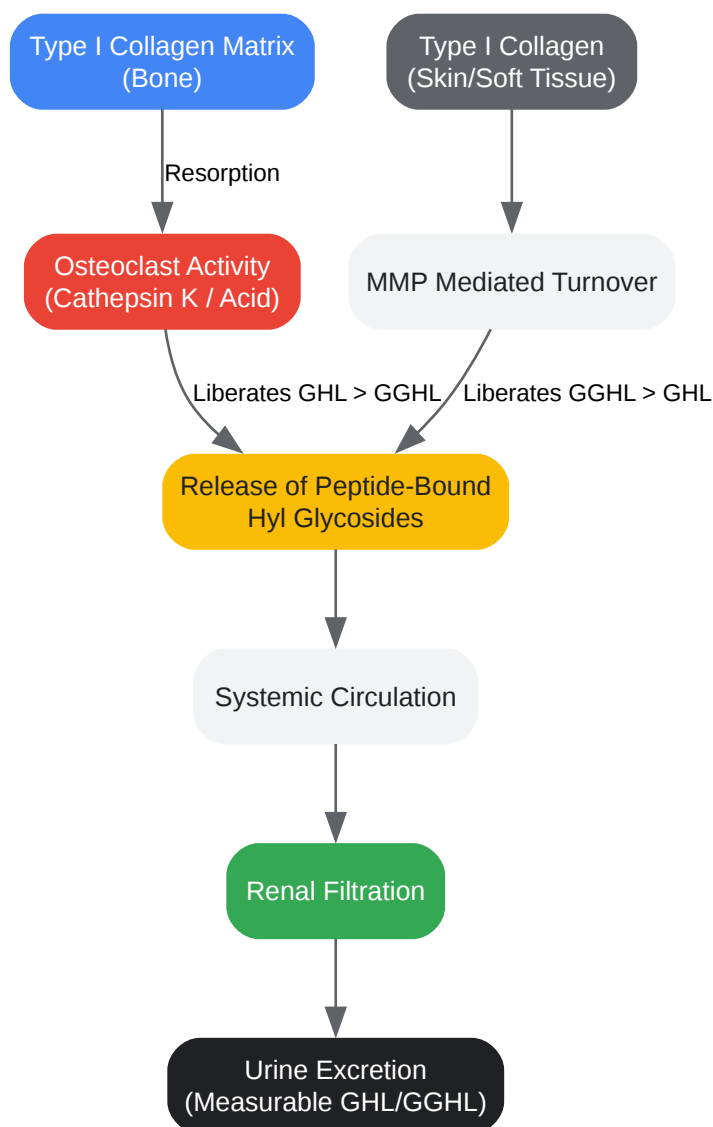 Type I Collagen Matrix
(Bone)
Type I Collagen
(Skin/Soft Tissue)
Resorption
Osteoclast Activity
(Cathepsin K / Acid)
MMP Mediated Turnover
Liberates GHL > GGHL
Liberates GGHL > GHL
Release of Peptide-Bound
Hyl Glycosides
Systemic Circulation
Renal Filtration
Urine Excretion
(Measurable GHL/GGHL)